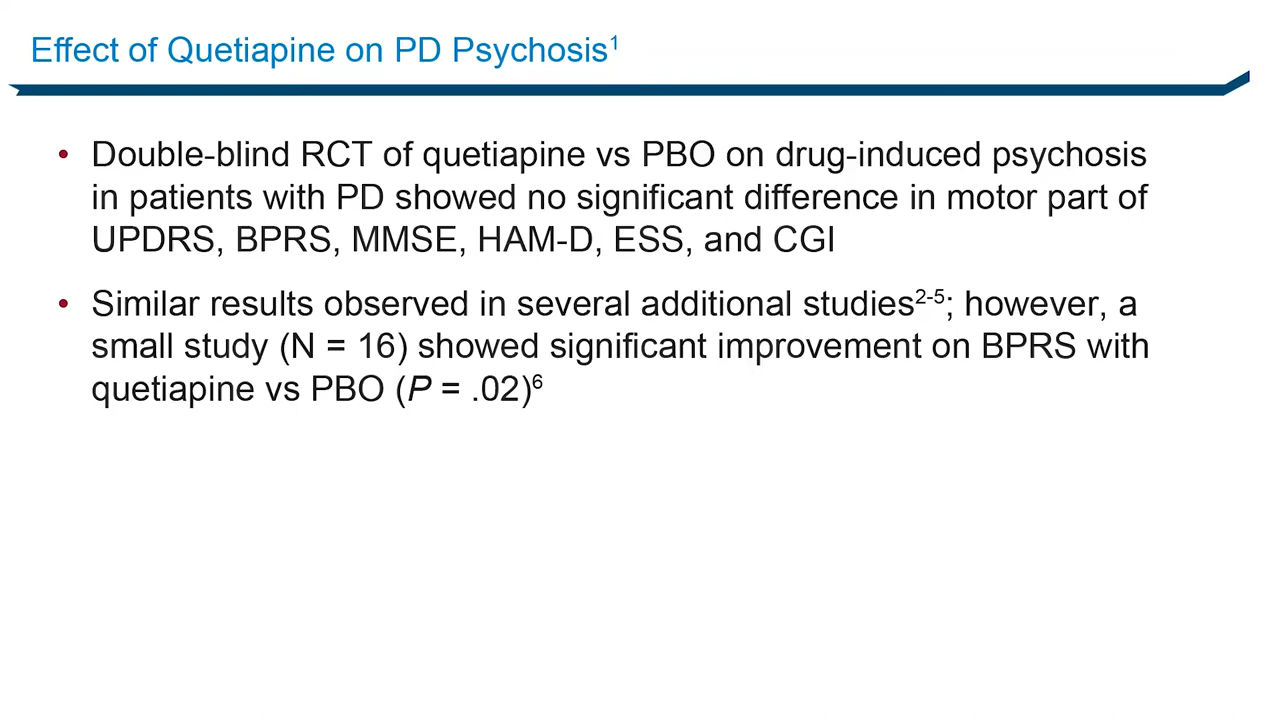 Effect of Quetiapine on PD Psychosis¹
• Double-blind RCT of quetiapine vs PBO on drug-induced psychosis
in patients with PD showed no significant difference in motor part of
UPDRS, BPRS, MMSE, HAM-D, ESS, and CGI
• Similar results observed in several additional studies²⁻⁵; however, a
small study (N = 16) showed significant improvement on BPRS with
quetiapine vs PBO (P = .02)⁶